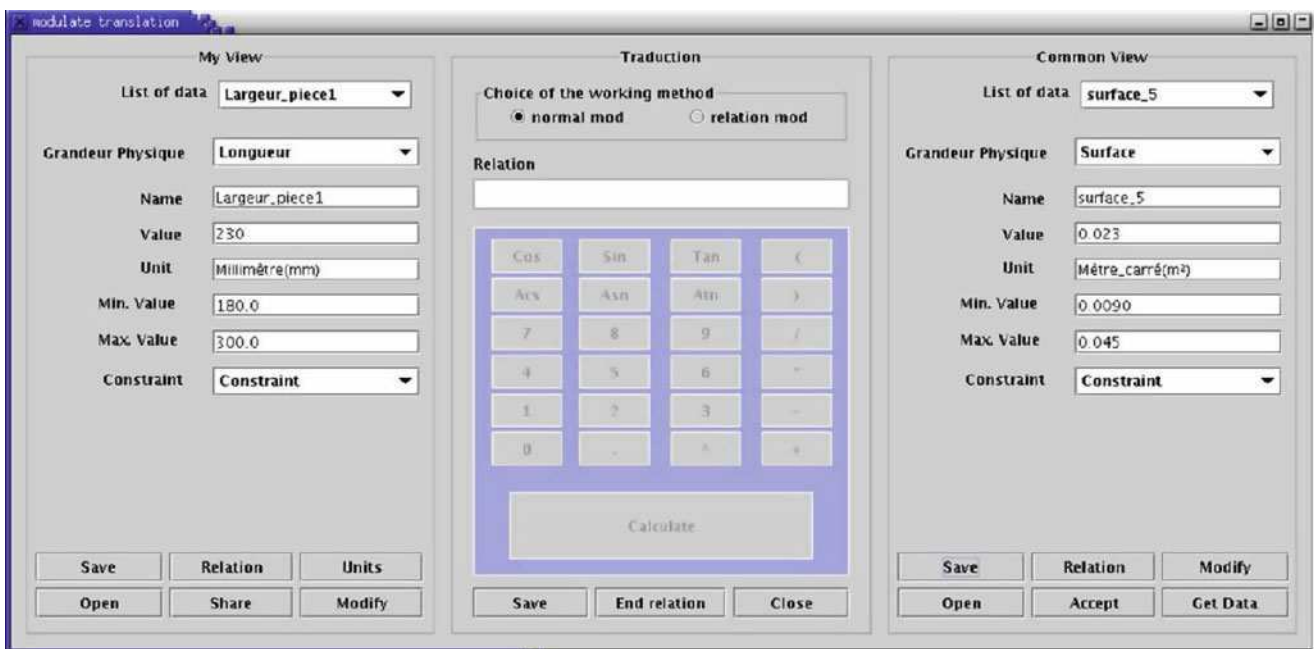 modulate translation
My View
List of data Largeur_piece1
Grandeur Physique Longueur
Name Largeur_piece1
Value 230
Unit Millimètre(mm)
Min. Value 180.0
Max. Value 300.0
Constraint Constraint
Save Relation Units
Open Share Modify
Traduction
Choice of the working method
normal mod relation mod
Relation
Cos Sin Tan (
Acs Asn Atn )
7 8 9 /
4 5 6 *
1 2 3 -
0 . ^ +
Calculate
Save End relation Close
Common View
List of data surface_5
Grandeur Physique Surface
Name surface_5
Value 0.023
Unit Mètre_carré(m²)
Min. Value 0.0090
Max. Value 0.045
Constraint Constraint
Save Relation Modify
Open Accept Get Data